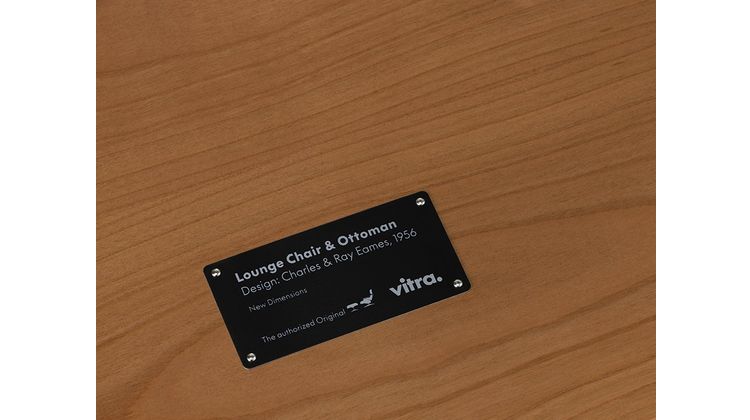 Lounge Chair & Ottoman
Design: Charles & Ray Eames, 1956
New Dimensions
The authorized Original
vitra.